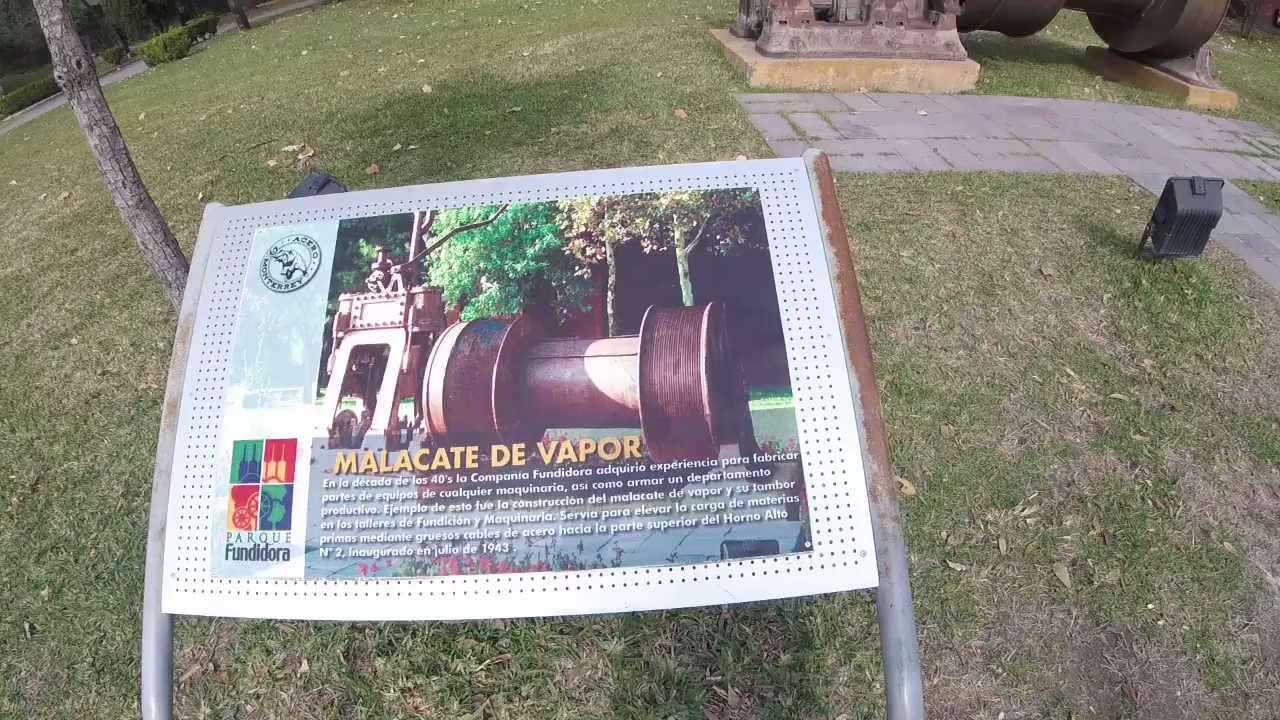 ACERO
MONTERREY
MALACATE DE VAPOR
En la década de los 40's la Compañía Fundidora adquirió experiencia para fabricar
partes de equipos de cualquier maquinaria, así como armar un departamento
productivo. Ejemplo de esto fue la construcción del malacate de vapor y su tambor
en los talleres de Fundición y Maquinaria. Servía para elevar la carga de materias
primas mediante gruesos cables de acero hacia la parte superior del Horno Alto
Nº 2, inaugurado en julio de 1943 .
PARQUE
Fundidora